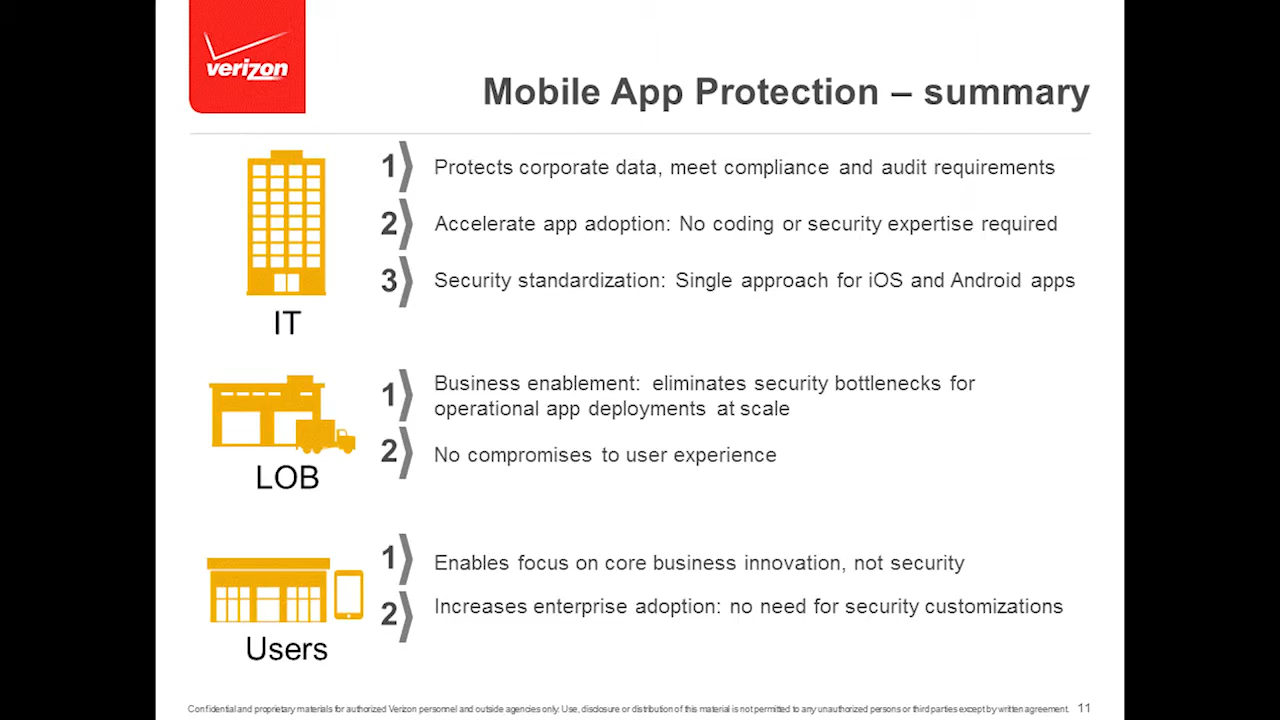 verizon
Mobile App Protection – summary
1 Protects corporate data, meet compliance and audit requirements
2 Accelerate app adoption: No coding or security expertise required
3 Security standardization: Single approach for iOS and Android apps
IT
1 Business enablement: eliminates security bottlenecks for
operational app deployments at scale
2 No compromises to user experience
LOB
1 Enables focus on core business innovation, not security
2 Increases enterprise adoption: no need for security customizations
Users
Confidential and proprietary materials for authorized Verizon personnel and outside agencies only. Use, disclosure or distribution of this material is not permitted to any unauthorized persons or third parties except by written agreement. 11